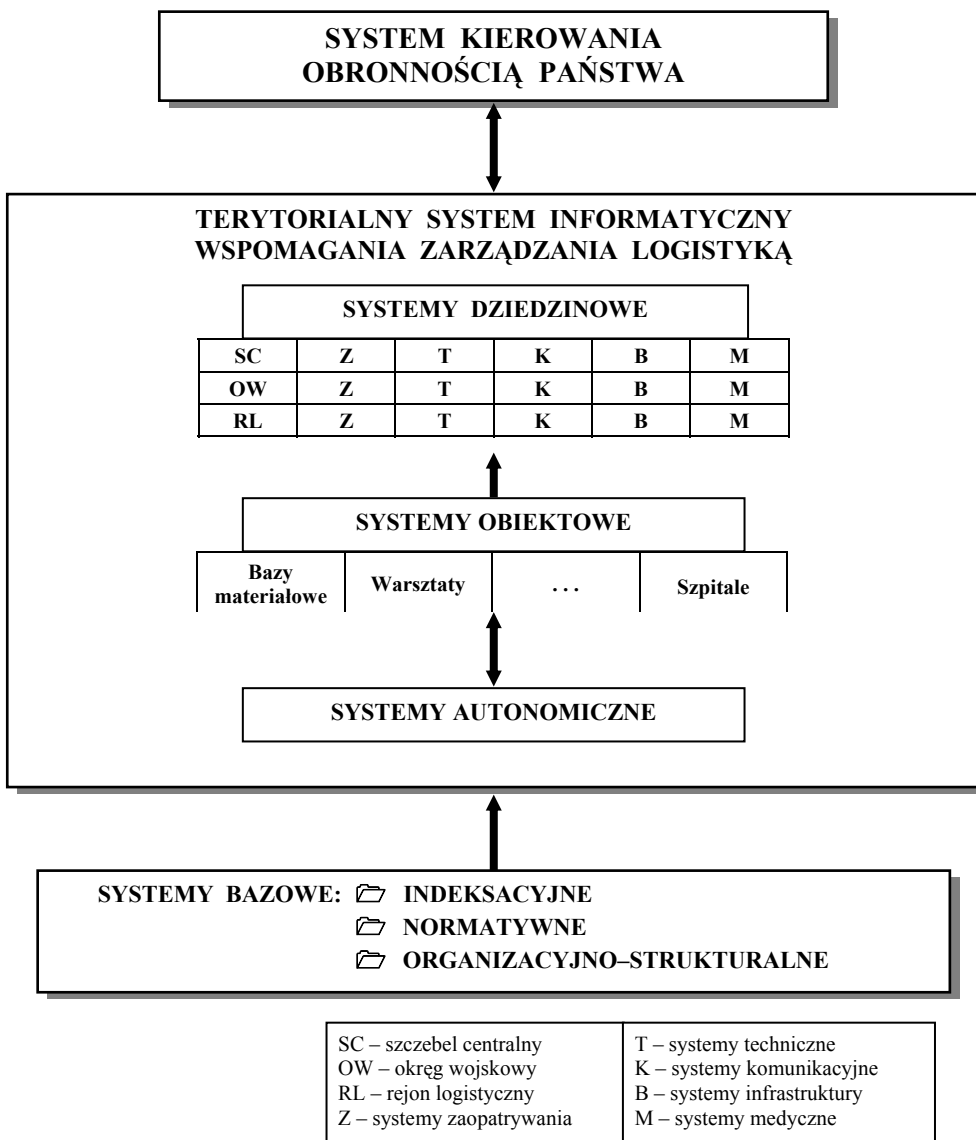 SYSTEM KIEROWANIA
OBRONNOŚCIĄ PAŃSTWA
TERYTORIALNY SYSTEM INFORMATYCZNY
WSPOMAGANIA ZARZĄDZANIA LOGISTYKĄ
SYSTEMY DZIEDZINOWE
SC Z T K B M
OW Z T K B M
RL Z T K B M
SYSTEMY OBIEKTOWE
Bazy
materiałowe
Warsztaty
. . .
Szpitale
SYSTEMY AUTONOMICZNE
SYSTEMY BAZOWE: INDEKSACYJNE
NORMATYWNE
ORGANIZACYJNO–STRUKTURALNE
SC – szczebel centralny
OW – okręg wojskowy
RL – rejon logistyczny
Z – systemy zaopatrywania
T – systemy techniczne
K – systemy komunikacyjne
B – systemy infrastruktury
M – systemy medyczne